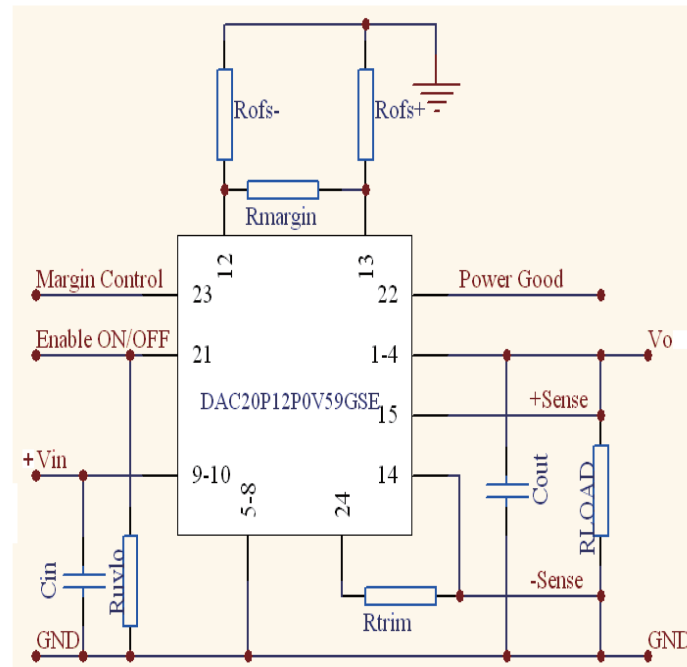 Rofs-
Rofs+
Rmargin
12
13
Margin Control
23
22
Power Good
Enable ON/OFF
21
1-4
Vo
DAC20P12P0V59GSE
15
+Sense
+Vin
9-10
5-8
24
14
Cout
RLOAD
Cin
Ruvlo
Rtrim
-Sense
GND
GND